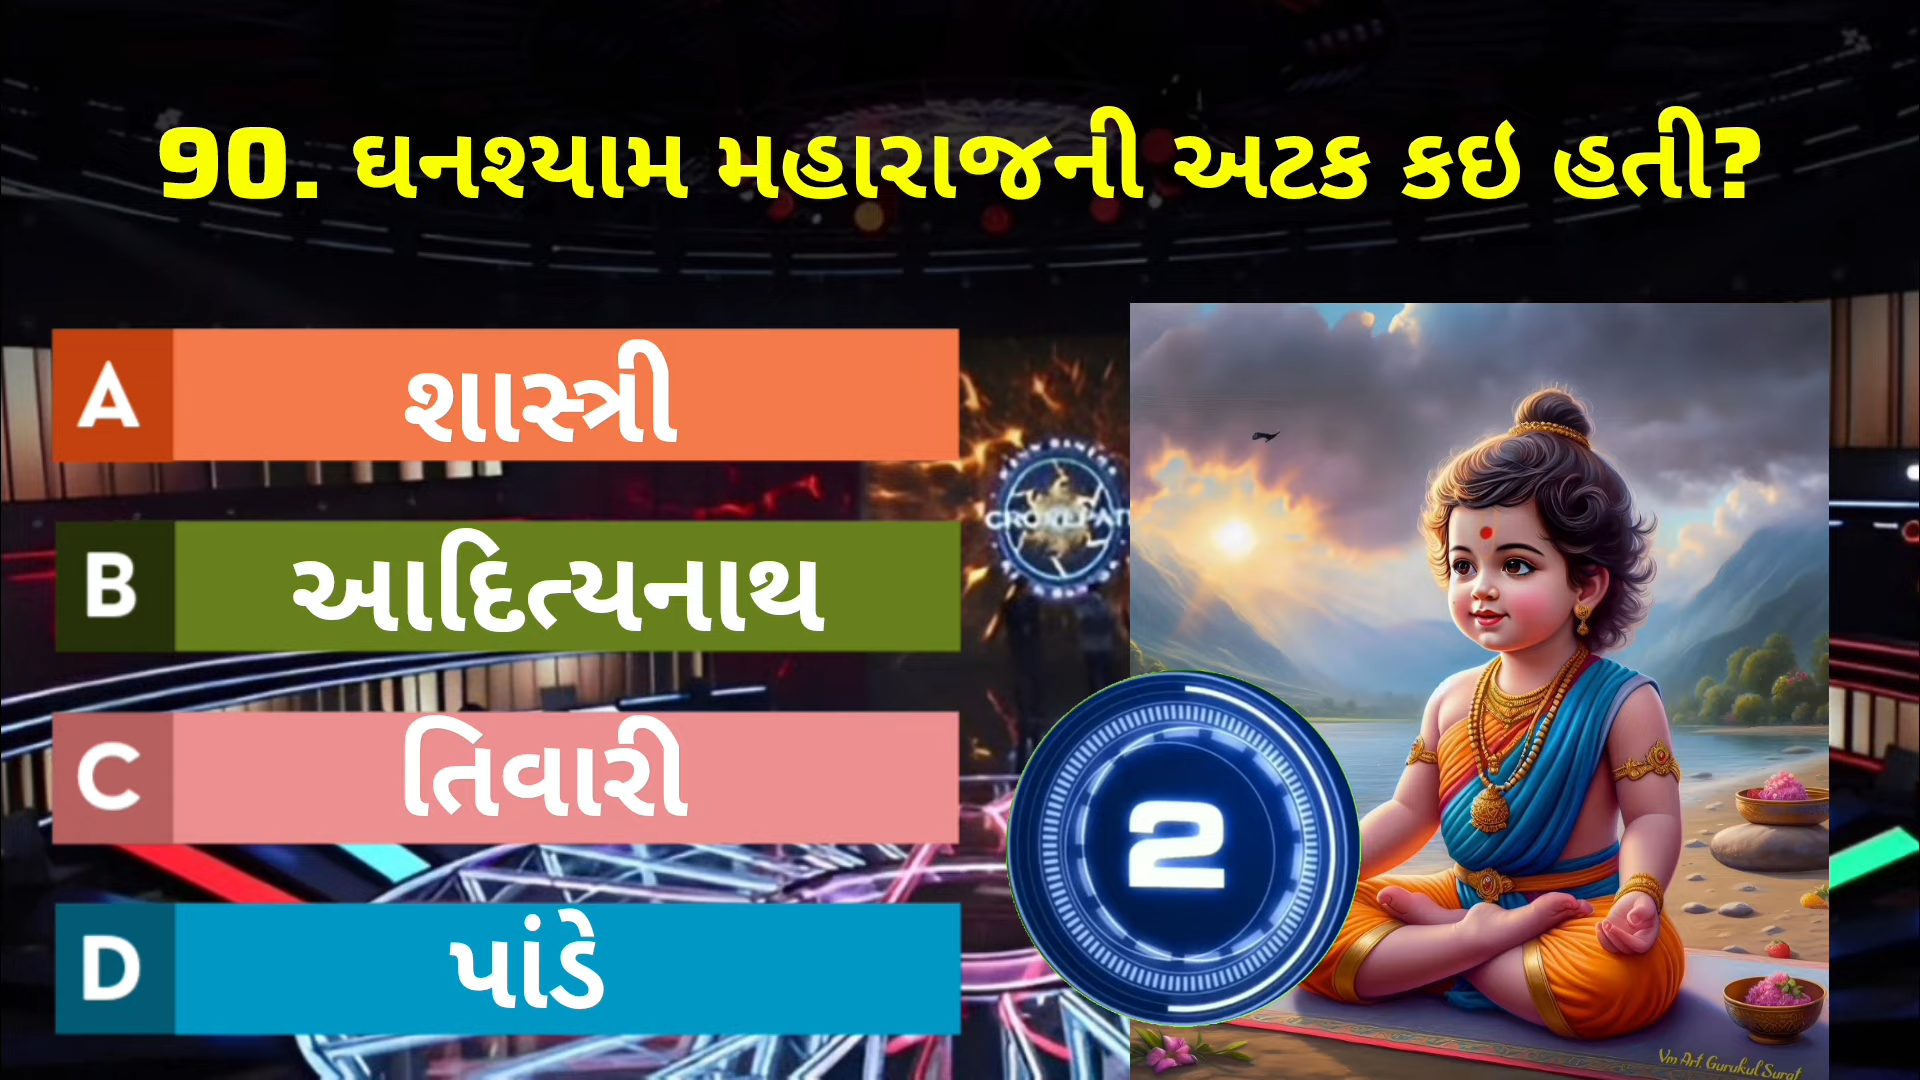 90. ઘનશ્યામ મહારાજની અટક કઇ હતી?
A શાસ્ત્રી
B આદિત્યનાથ
C તિવારી
D પાંડે
2
Vm Art. Gurukul Surat